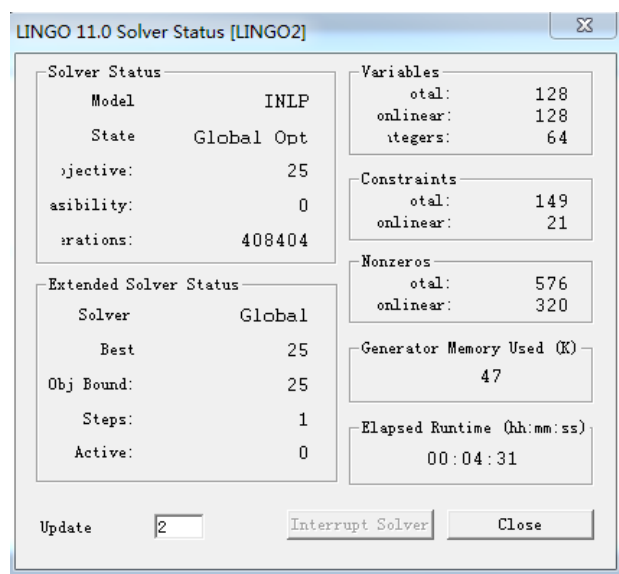 LINGO 11.0 Solver Status [LINGO2]
Solver Status
Model INLP
State Global Opt
jective: 25
asibility: 0
erations: 408404
Extended Solver Status
Solver Global
Best 25
Obj Bound: 25
Steps: 1
Active: 0
Variables
otal: 128
onlinear: 128
ntegers: 64
Constraints
otal: 149
onlinear: 21
Nonzeros
otal: 576
onlinear: 320
Generator Memory Used (K)
47
Elapsed Runtime (hh:mm:ss)
00:04:31
Update 2
Interrupt Solver
Close